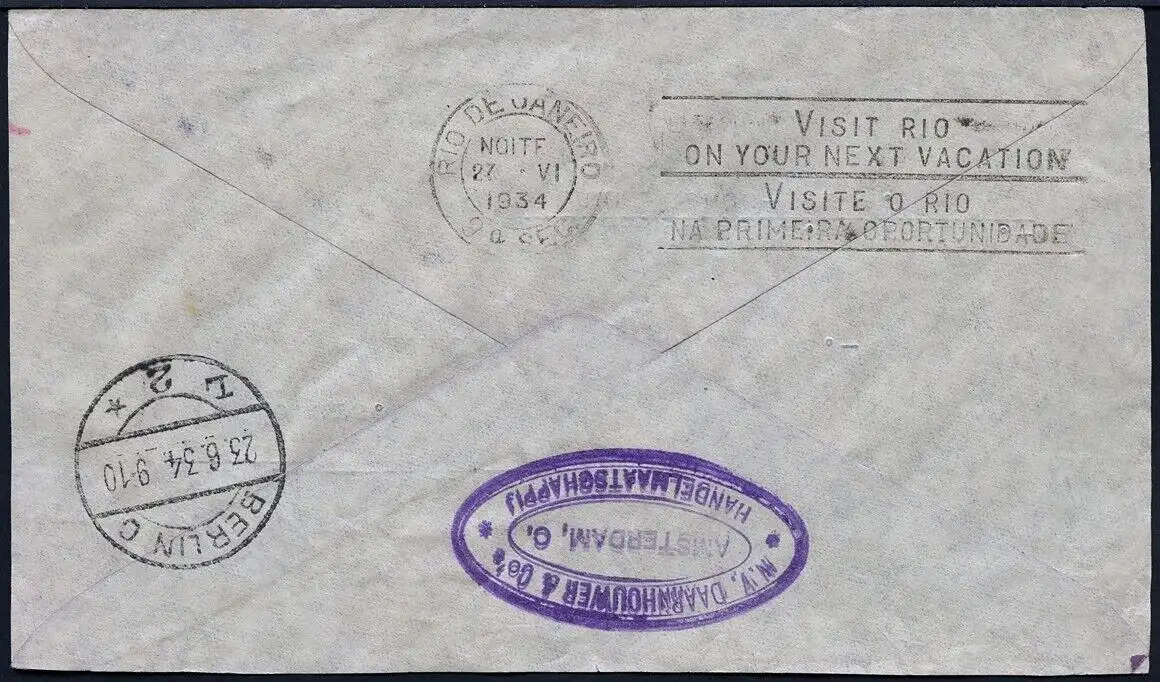 RIO DE JANEIRO
NOITE
27 VI
1934
VISIT RIO
ON YOUR NEXT VACATION
VISITE O RIO
NA PRIMEIRA OPORTUNIDADE
2
* 
23.6.34. 9-10
BERLIN C
N.V. DAARNHOUWER & Co's
HANDELMAATSCHAPPIJ
AMSTERDAM, C.